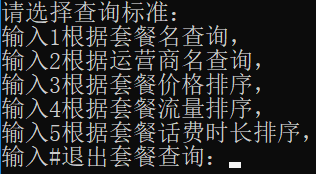 请选择查询标准：
输入1根据套餐名查询，
输入2根据运营商名查询，
输入3根据套餐价格排序，
输入4根据套餐流量排序，
输入5根据套餐话费时长排序，
输入#退出套餐查询：